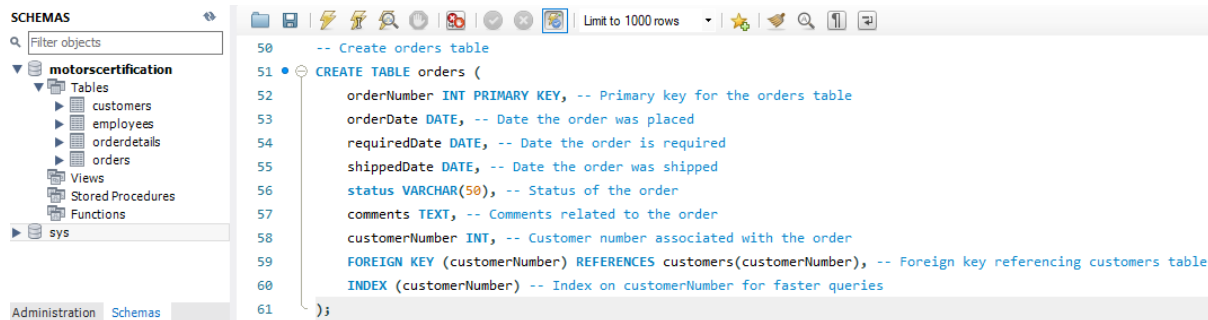 SCHEMAS
Filter objects
motorscertification
Tables
customers
employees
orderdetails
orders
Views
Stored Procedures
Functions
sys
Administration Schemas
Limit to 1000 rows
50 -- Create orders table
51 CREATE TABLE orders (
52 orderNumber INT PRIMARY KEY, -- Primary key for the orders table
53 orderDate DATE, -- Date the order was placed
54 requiredDate DATE, -- Date the order is required
55 shippedDate DATE, -- Date the order was shipped
56 status VARCHAR(50), -- Status of the order
57 comments TEXT, -- Comments related to the order
58 customerNumber INT, -- Customer number associated with the order
59 FOREIGN KEY (customerNumber) REFERENCES customers(customerNumber), -- Foreign key referencing customers table
60 INDEX (customerNumber) -- Index on customerNumber for faster queries
61 );